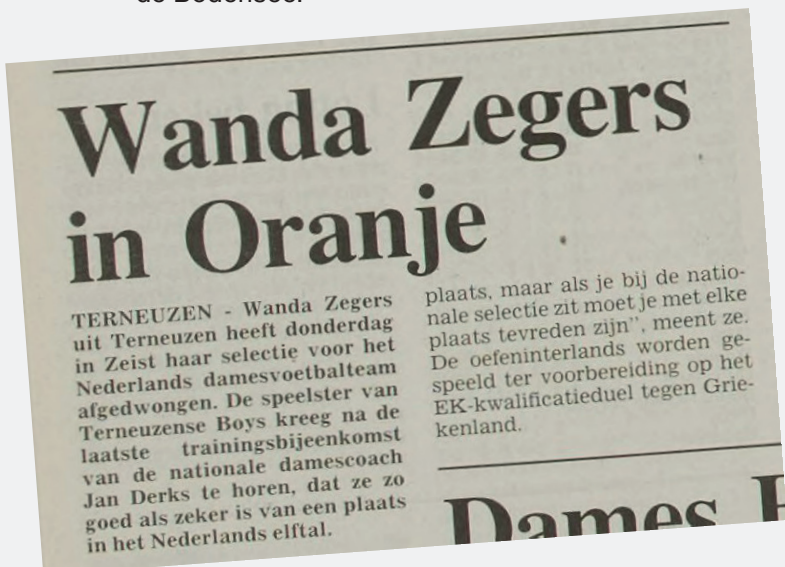 de Bodensee.
Wanda Zegers
in Oranje
TERNEUZEN - Wanda Zegers
uit Terneuzen heeft donderdag
in Zeist haar selectie voor het
Nederlands damesvoetbalteam
afgedwongen. De speelster van
Terneuzense Boys kreeg na de
laatste trainingsbijeenkomst
van de nationale damescoach
Jan Derks te horen, dat ze zo
goed als zeker is van een plaats
in het Nederlands elftal.
plaats, maar als je bij de natio-
nale selectie zit moet je met elke
plaats tevreden zijn", meent ze.
De oefeninterlands worden ge-
speeld ter voorbereiding op het
EK-kwalificatieduel tegen Grie-
kenland.
Dames